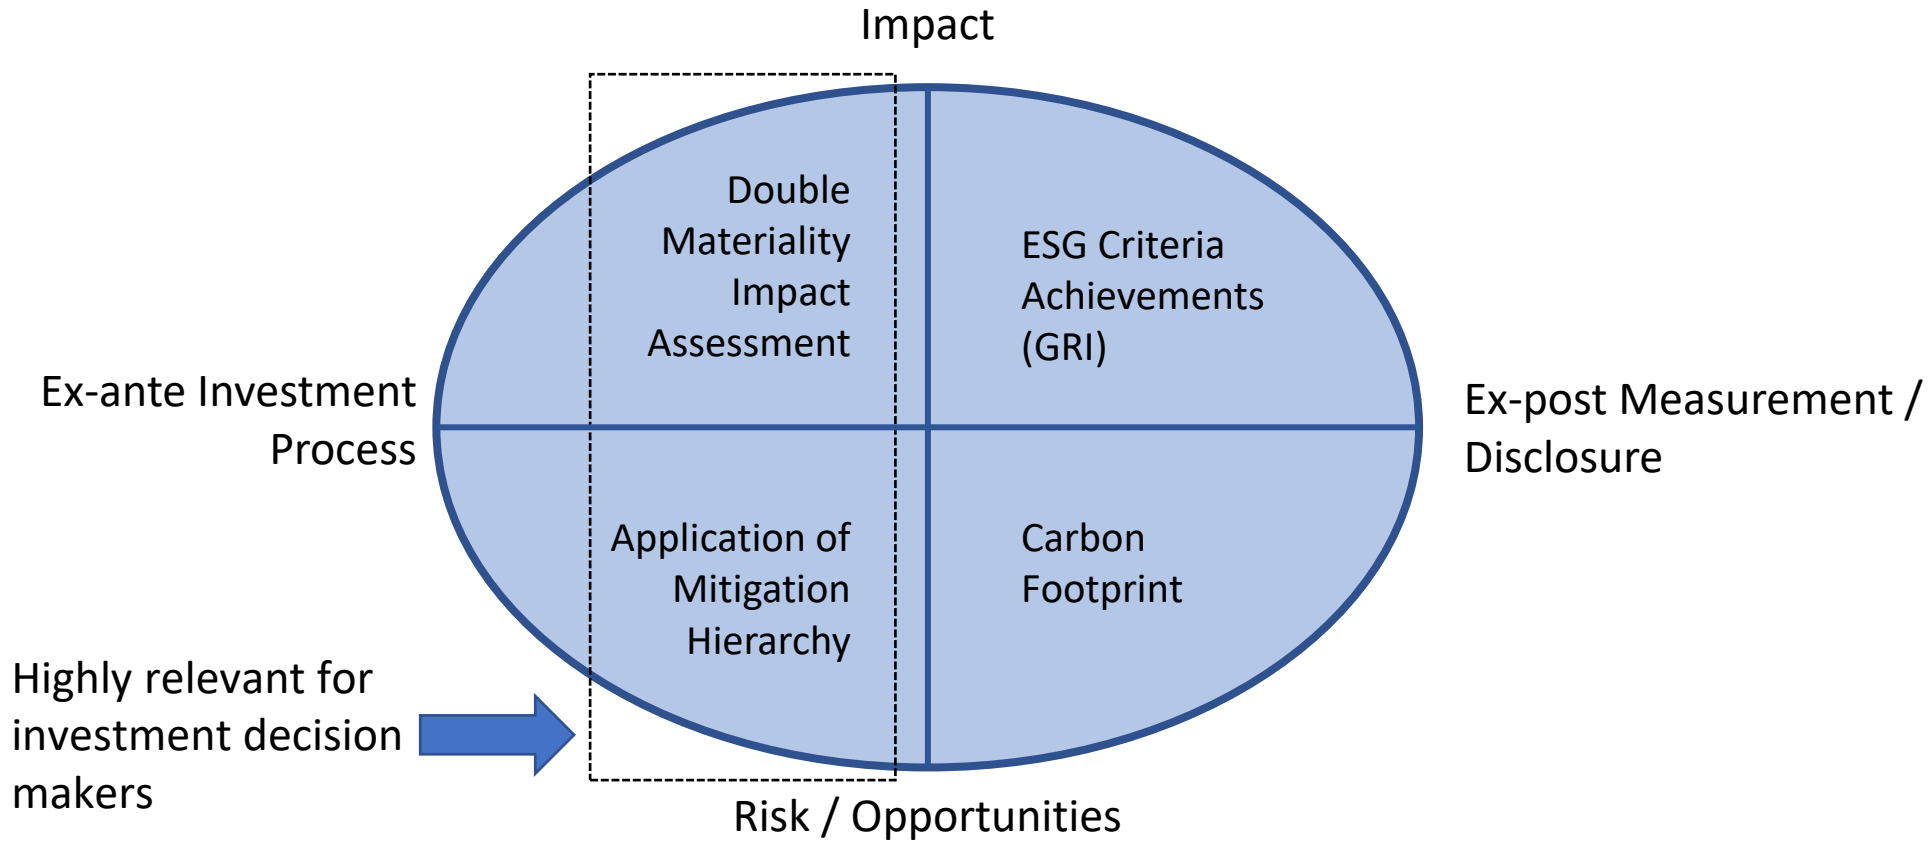 Impact
Double
Materiality
Impact
Assessment
ESG Criteria
Achievements
(GRI)
Ex-ante Investment
Process
Ex-post Measurement /
Disclosure
Application of
Mitigation
Hierarchy
Carbon
Footprint
Highly relevant for
investment decision
makers
Risk / Opportunities